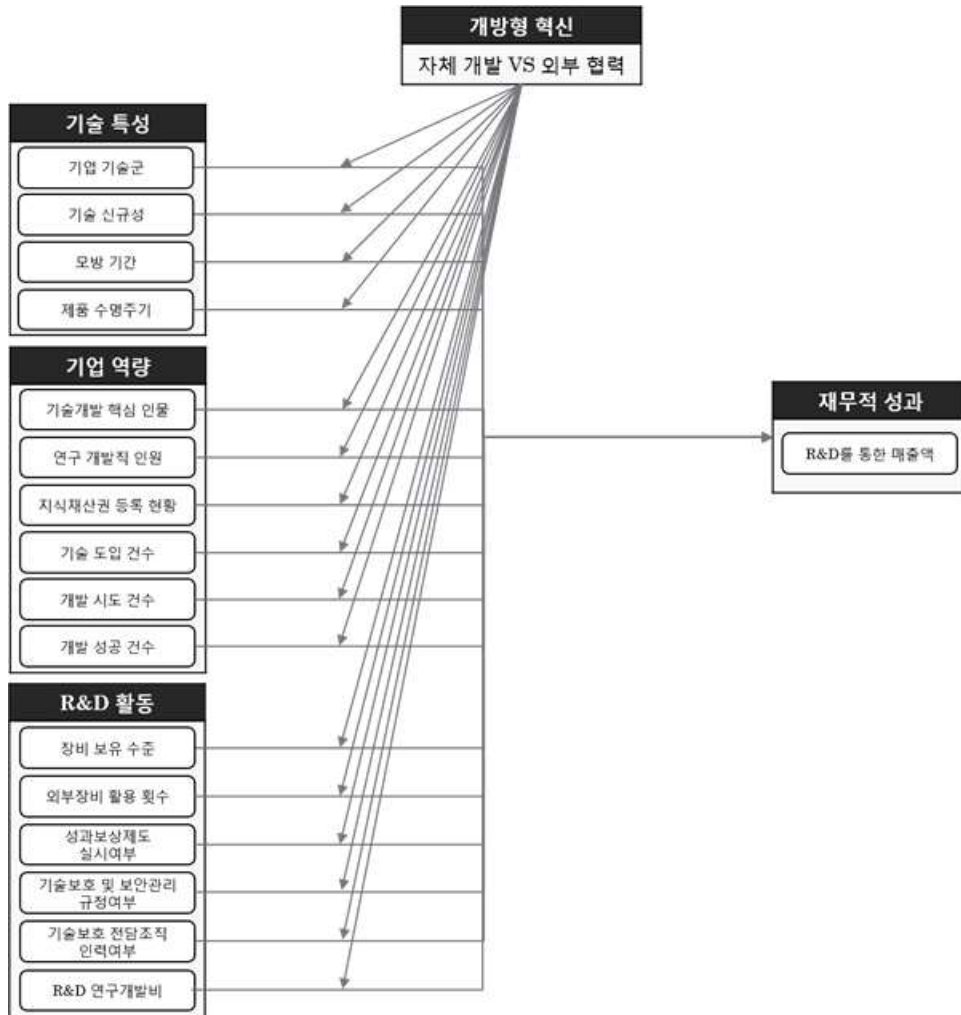 개방형 혁신
자체 개발 VS 외부 협력
기술 특성
기업 기술군
기술 신규성
모방 기간
제품 수명주기
기업 역량
기술개발 핵심 인물
연구 개발직 인원
지식재산권 등록 현황
기술 도입 건수
개발 시도 건수
개발 성공 건수
재무적 성과
R&D를 통한 매출액
R&D 활동
장비 보유 수준
외부장비 활용 횟수
성과보상제도
실시여부
기술보호 및 보안관리
규정여부
기술보호 전담조직
인력여부
R&D 연구개발비